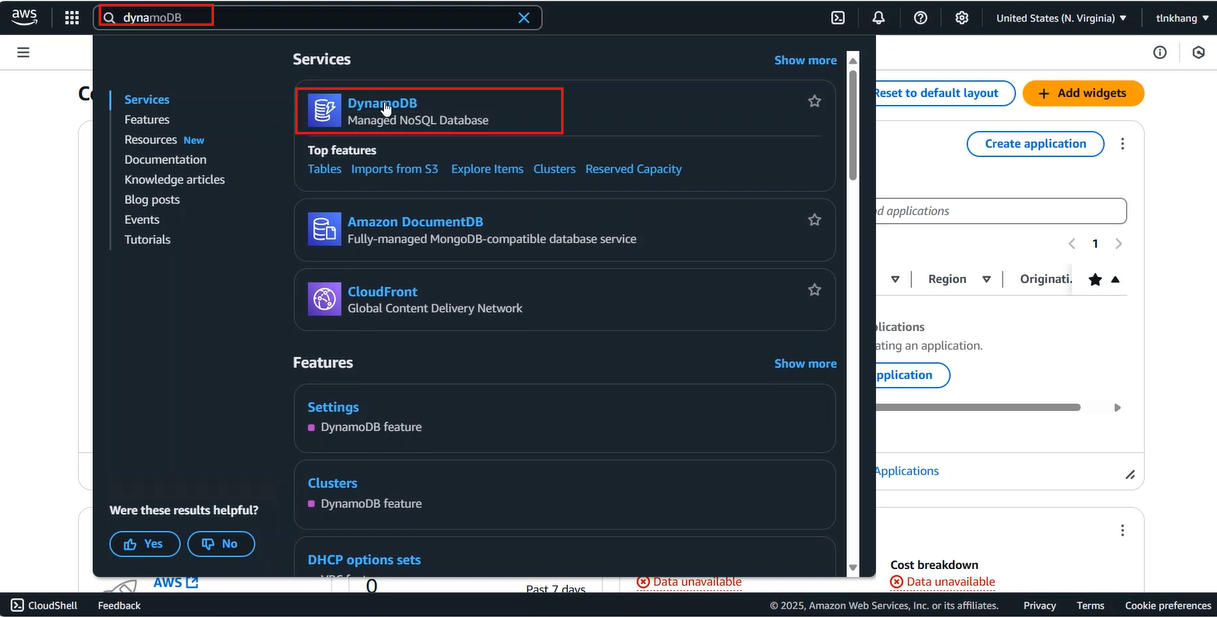 aws
dynamoDB
United States (N. Virginia)
tlnkhang
Services
Show more
Services
Features
Resources New
Documentation
Knowledge articles
Blog posts
Events
Tutorials
DynamoDB
Managed NoSQL Database
Top features
Tables Imports from S3 Explore Items Clusters Reserved Capacity
Amazon DocumentDB
Fully-managed MongoDB-compatible database service
CloudFront
Global Content Delivery Network
Features
Show more
Settings
DynamoDB feature
Clusters
DynamoDB feature
DHCP options sets
Were these results helpful?
Yes No
Reset to default layout
+ Add widgets
Create application
applications
1
Region
ating an application.
Applications
Cost breakdown
AWS
0
Past 7 days
Data unavailable
Data unavailable
CloudShell Feedback
© 2025, Amazon Web Services, Inc. or its affiliates. Privacy Terms Cookie preferences